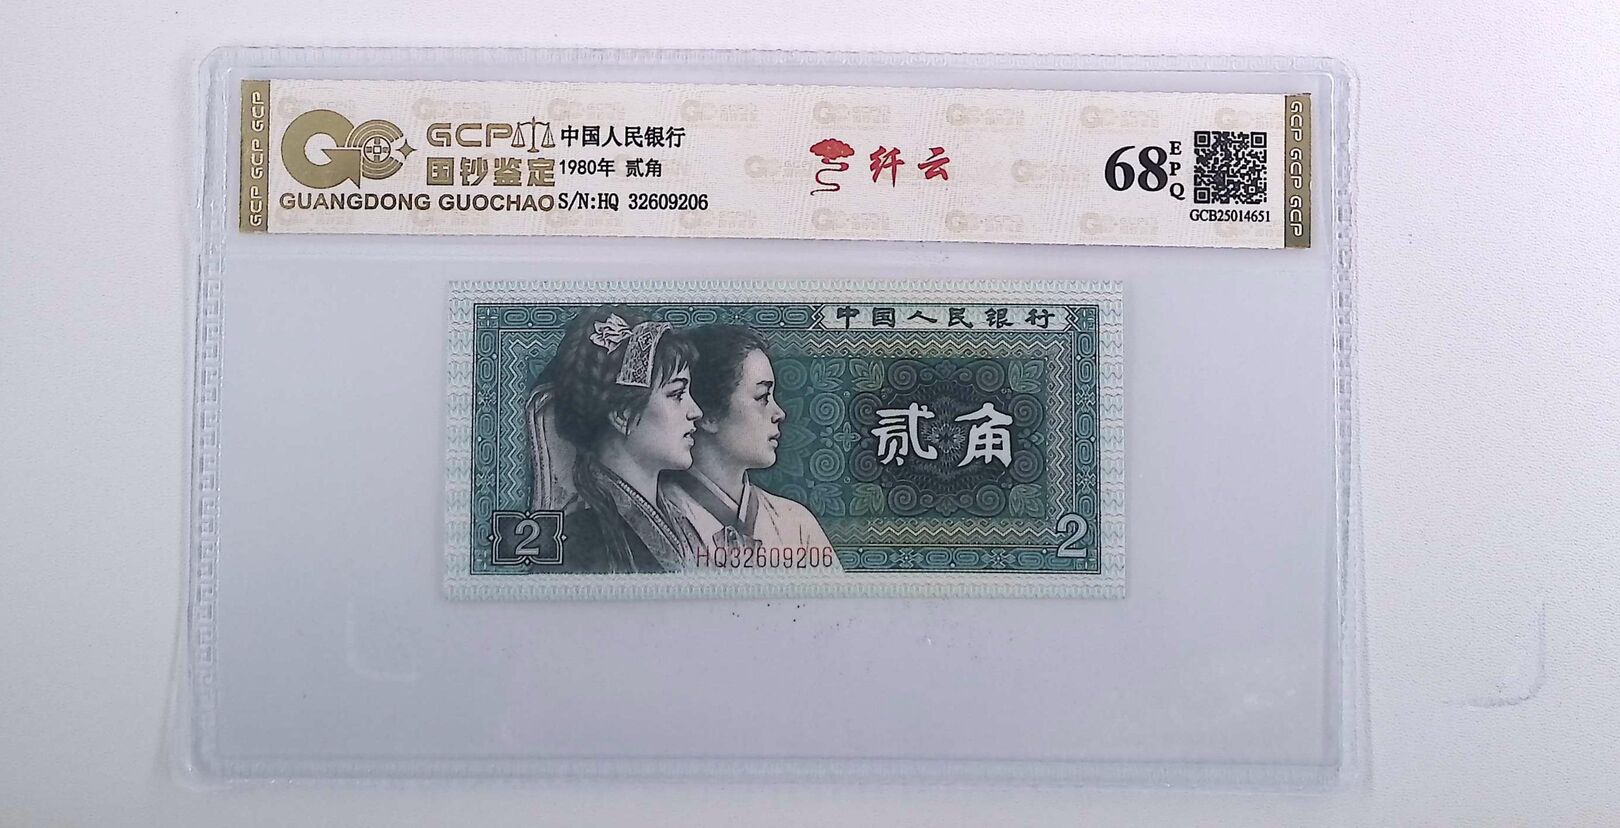 GCP GCP GCP
GCP
国钞鉴定
GUANGDONG GUOCHAO
中国人民银行
1980年 贰角
S/N:HQ 32609206
纤云
68
EPQ
GCB25014651
GCP GCP GCP
中国人民银行
贰角
2
2
HQ32609206